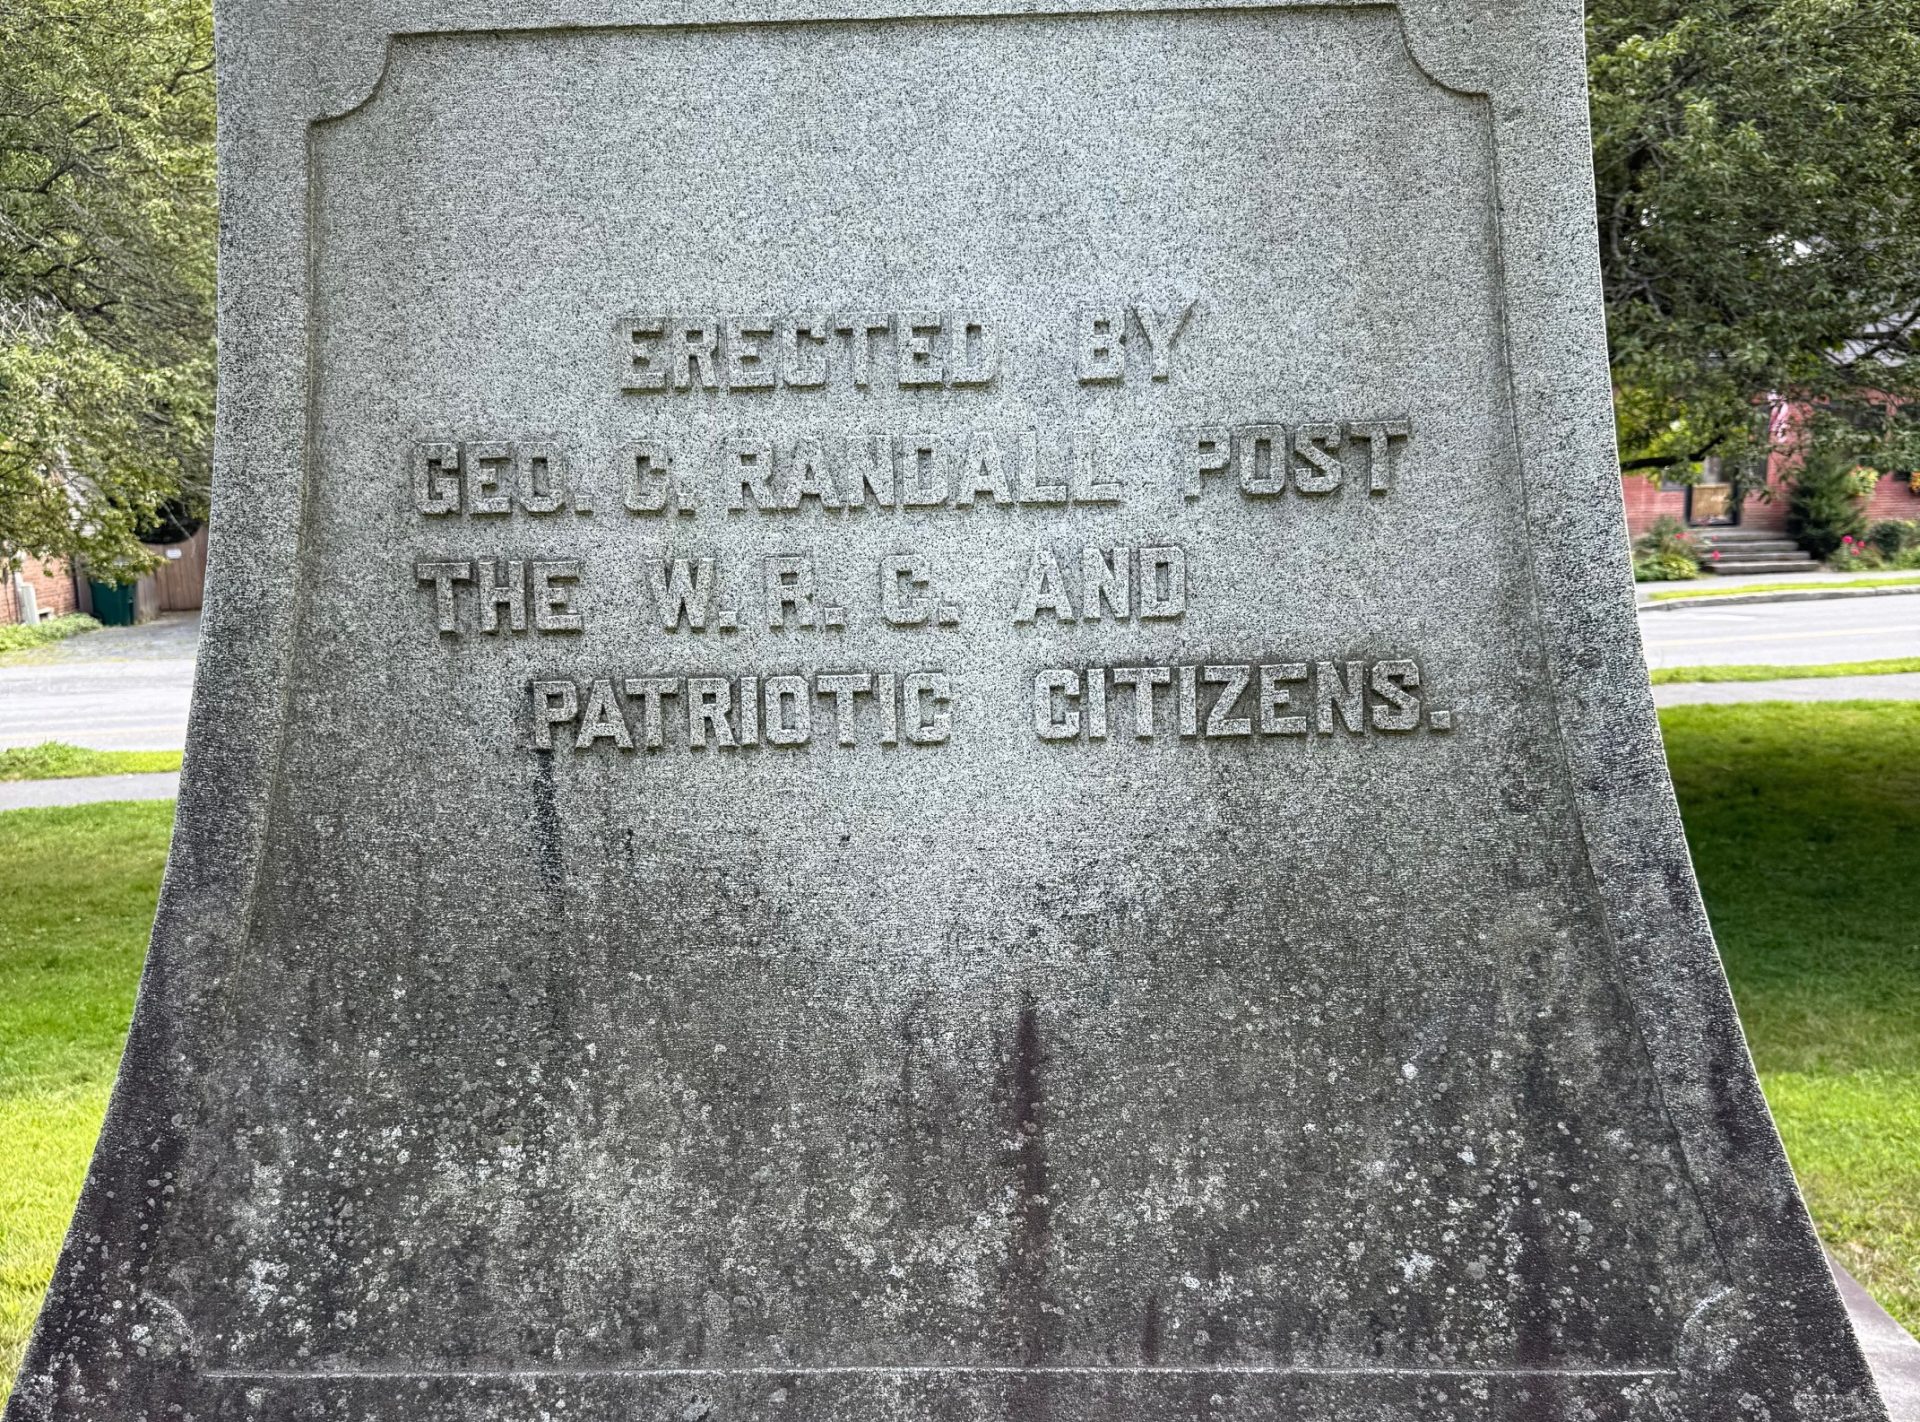 ERECTED BY
GEO. C. RANDALL POST
THE W. R. C. AND
PATRIOTIC CITIZENS.